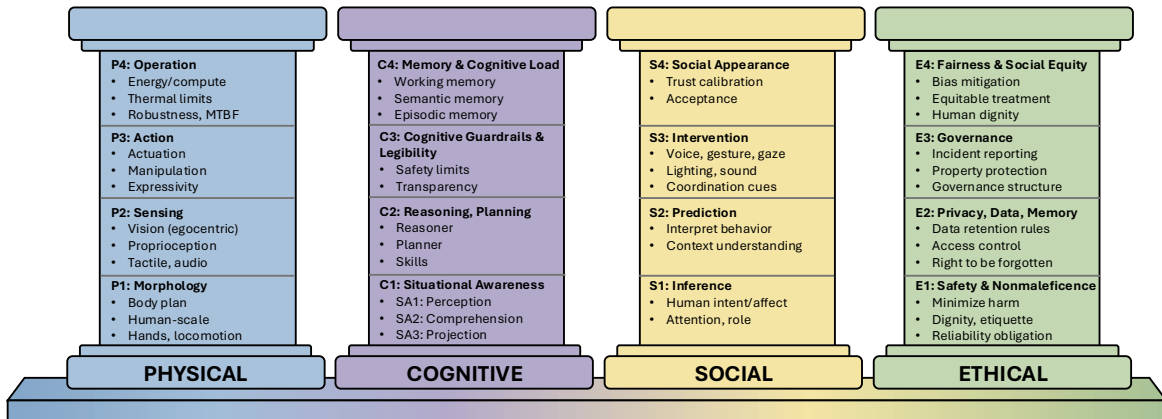 P4: Operation
• Energy/compute
• Thermal limits
• Robustness, MTBF
P3: Action
• Actuation
• Manipulation
• Expressivity
P2: Sensing
• Vision (egocentric)
• Proprioception
• Tactile, audio
P1: Morphology
• Body plan
• Human-scale
• Hands, locomotion
PHYSICAL
C4: Memory & Cognitive Load
• Working memory
• Semantic memory
• Episodic memory
C3: Cognitive Guardrails &
Legibility
• Safety limits
• Transparency
C2: Reasoning, Planning
• Reasoner
• Planner
• Skills
C1: Situational Awareness
• SA1: Perception
• SA2: Comprehension
• SA3: Projection
COGNITIVE
S4: Social Appearance
• Trust calibration
• Acceptance
S3: Intervention
• Voice, gesture, gaze
• Lighting, sound
• Coordination cues
S2: Prediction
• Interpret behavior
• Context understanding
S1: Inference
• Human intent/affect
• Attention, role
SOCIAL
E4: Fairness & Social Equity
• Bias mitigation
• Equitable treatment
• Human dignity
E3: Governance
• Incident reporting
• Property protection
• Governance structure
E2: Privacy, Data, Memory
• Data retention rules
• Access control
• Right to be forgotten
E1: Safety & Nonmaleficence
• Minimize harm
• Dignity, etiquette
• Reliability obligation
ETHICAL